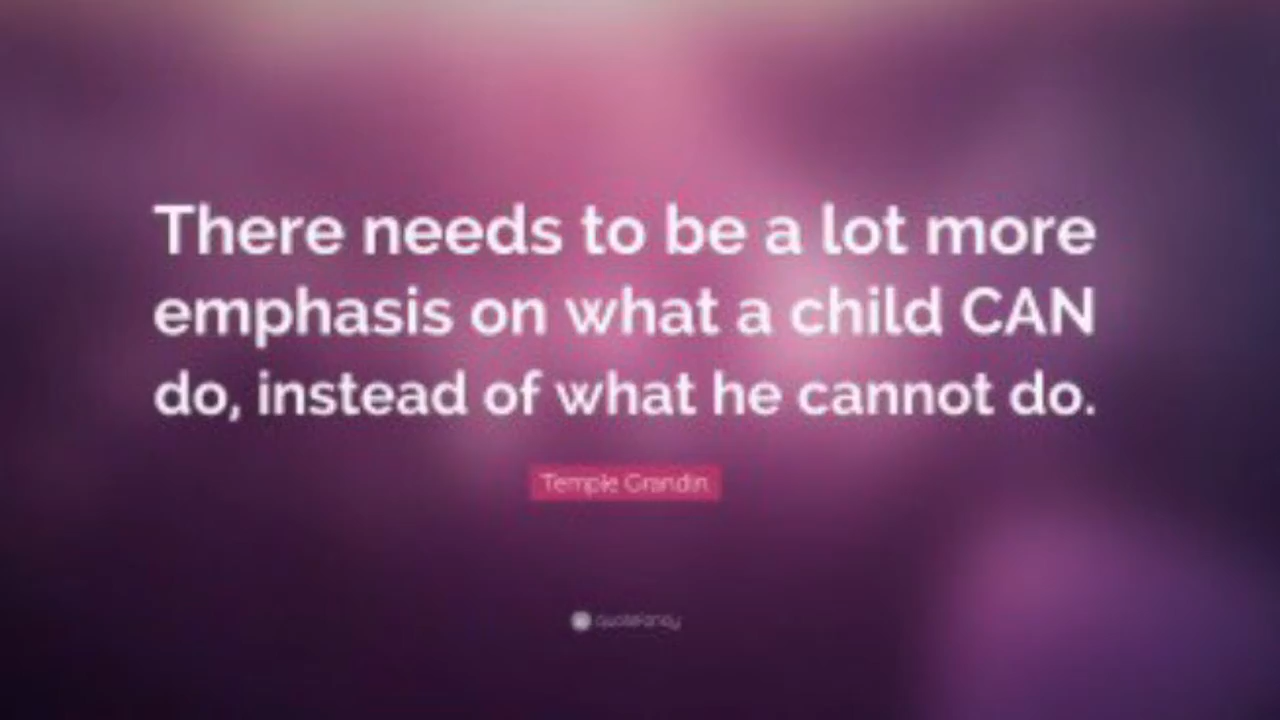 There needs to be a lot more
emphasis on what a child CAN
do, instead of what he cannot do.
Temple Grandin
quotefancy